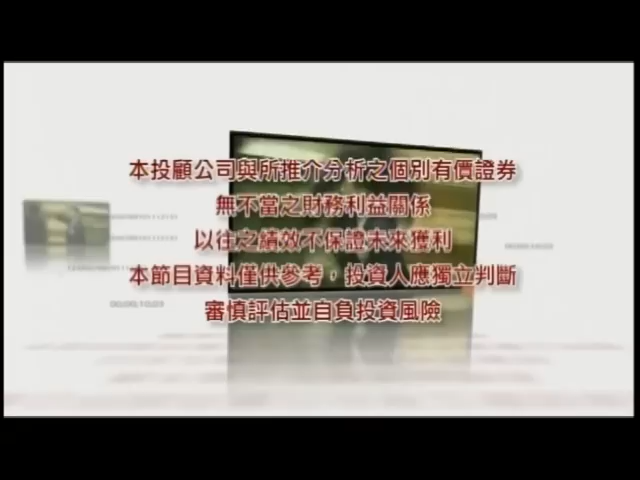 本投顧公司與所推介分析之個別有價證券
無不當之財務利益關係
以往之績效不保證未來獲利
本節目資料僅供參考，投資人應獨立判斷
審慎評估並自負投資風險